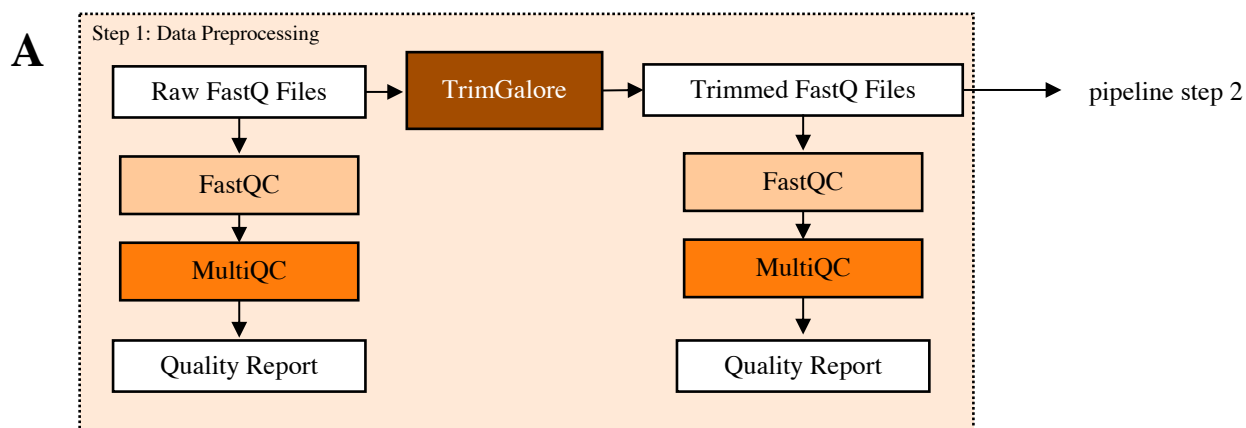 A
Step 1: Data Preprocessing
Raw FastQ Files
TrimGalore
Trimmed FastQ Files
pipeline step 2
FastQC
FastQC
MultiQC
MultiQC
Quality Report
Quality Report